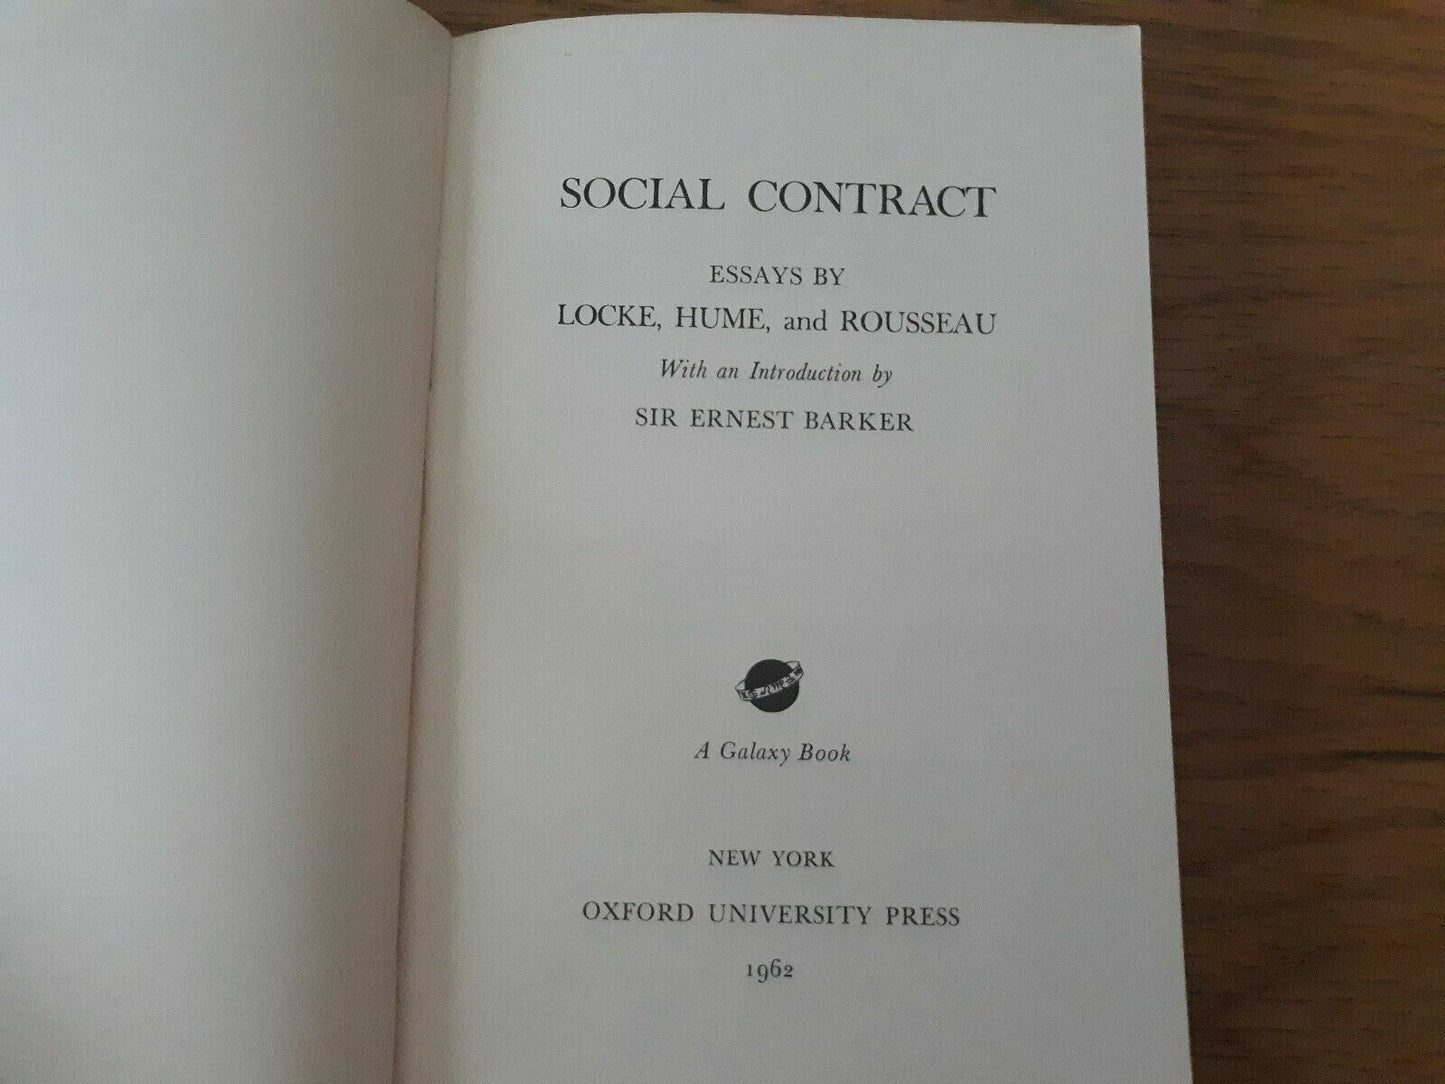 SOCIAL CONTRACT
ESSAYS BY
LOCKE, HUME, and ROUSSEAU
With an Introduction by
SIR ERNEST BARKER
A Galaxy Book
NEW YORK
OXFORD UNIVERSITY PRESS
1962